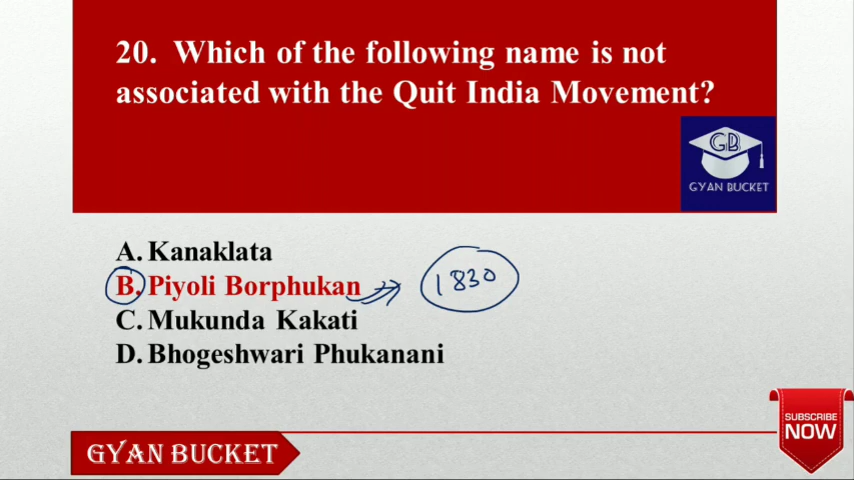 20. Which of the following name is not
associated with the Quit India Movement?
GB
GYAN BUCKET
A. Kanaklata
B. Piyoli Borphukan
1830
C. Mukunda Kakati
D. Bhogeshwari Phukanani
SUBSCRIBE
NOW
GYAN BUCKET